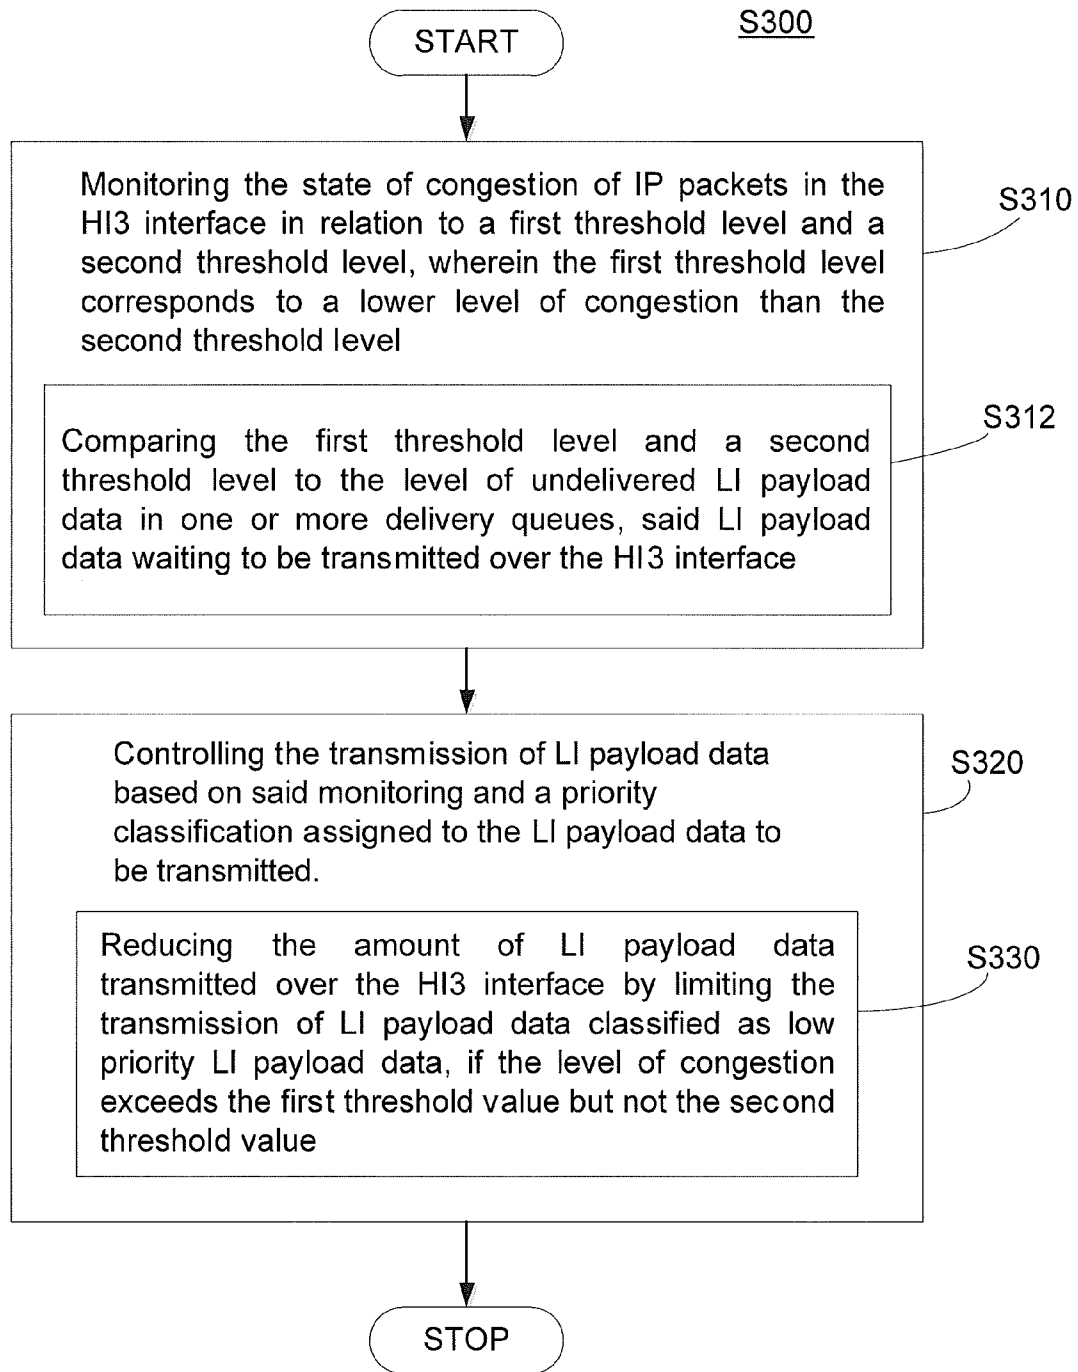 START
S300
Monitoring the state of congestion of IP packets in the
HI3 interface in relation to a first threshold level and a
second threshold level, wherein the first threshold level
corresponds to a lower level of congestion than the
second threshold level
S310
Comparing the first threshold level and a second
threshold level to the level of undelivered LI payload
data in one or more delivery queues, said LI payload
data waiting to be transmitted over the HI3 interface
S312
Controlling the transmission of LI payload data
based on said monitoring and a priority
classification assigned to the LI payload data to
be transmitted.
S320
Reducing the amount of LI payload data
transmitted over the HI3 interface by limiting the
transmission of LI payload data classified as low
priority LI payload data, if the level of congestion
exceeds the first threshold value but not the second
threshold value
S330
STOP